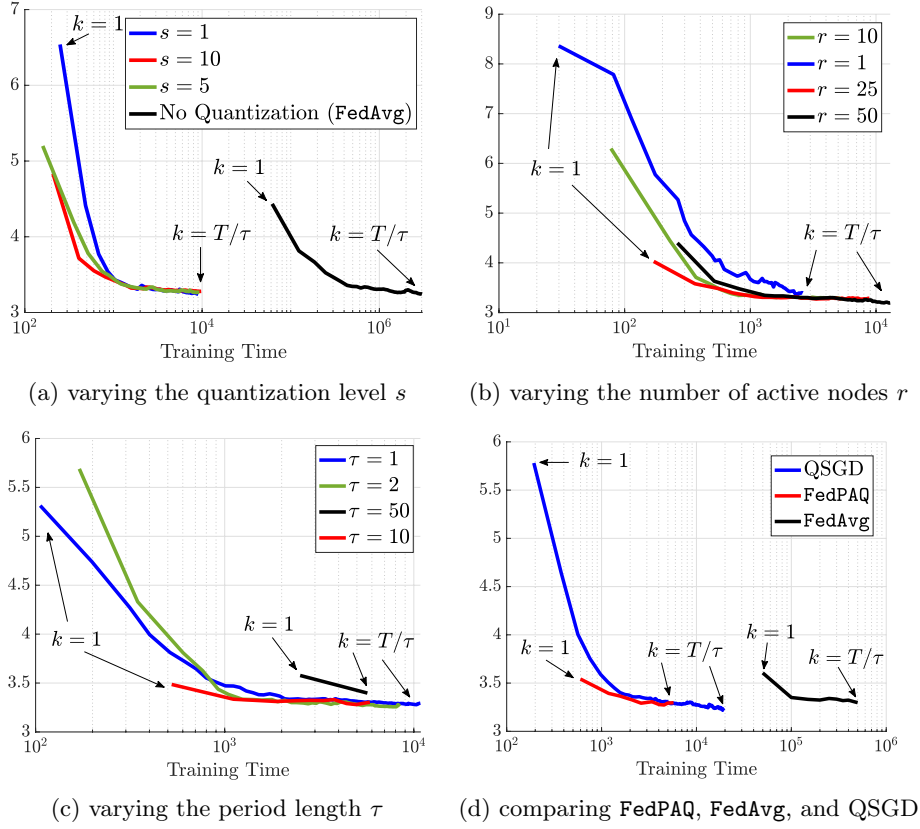 k = 1
s = 1
s = 10
s = 5
No Quantization (FedAvg)
k = 1
k = T/τ
k = T/τ
7
6
5
4
3
10^2
10^4
10^6
Training Time
(a) varying the quantization level s
r = 10
r = 1
r = 25
r = 50
k = 1
k = T/τ
9
8
7
6
5
4
3
10^1
10^2
10^3
10^4
Training Time
(b) varying the number of active nodes r
τ = 1
τ = 2
τ = 50
τ = 10
k = 1
k = 1
k = T/τ
6
5.5
5
4.5
4
3.5
3
10^2
10^3
10^4
Training Time
(c) varying the period length τ
k = 1
QSGD
FedPAQ
FedAvg
k = 1
k = T/τ
k = 1
k = T/τ
6
5.5
5
4.5
4
3.5
3
10^2
10^3
10^4
10^5
10^6
Training Time
(d) comparing FedPAQ, FedAvg, and QSGD